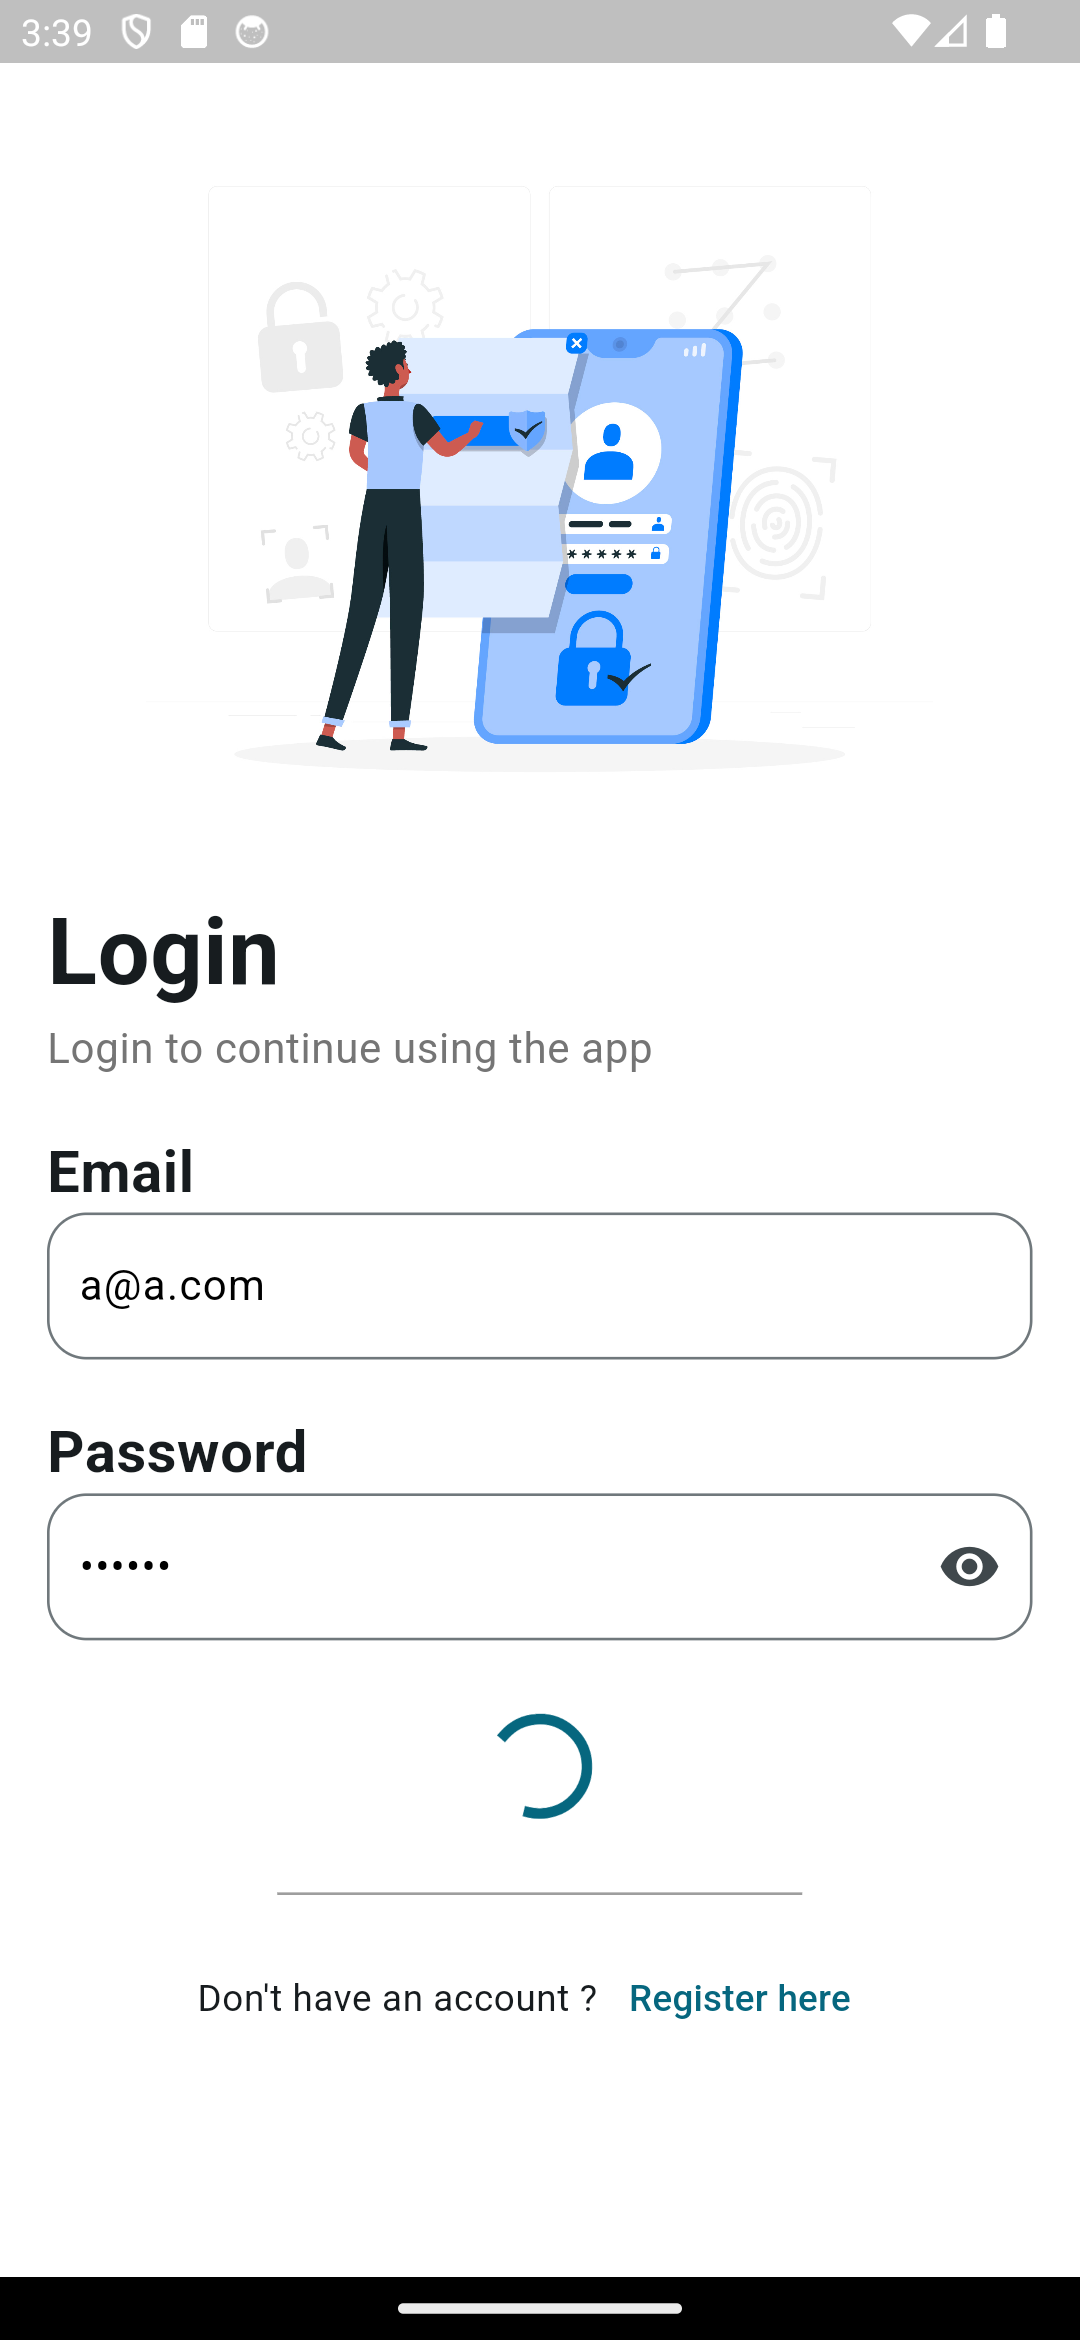 3:39
* * * * *
Login
Login to continue using the app
Email
a@a.com
Password
••••••
Don't have an account ? Register here